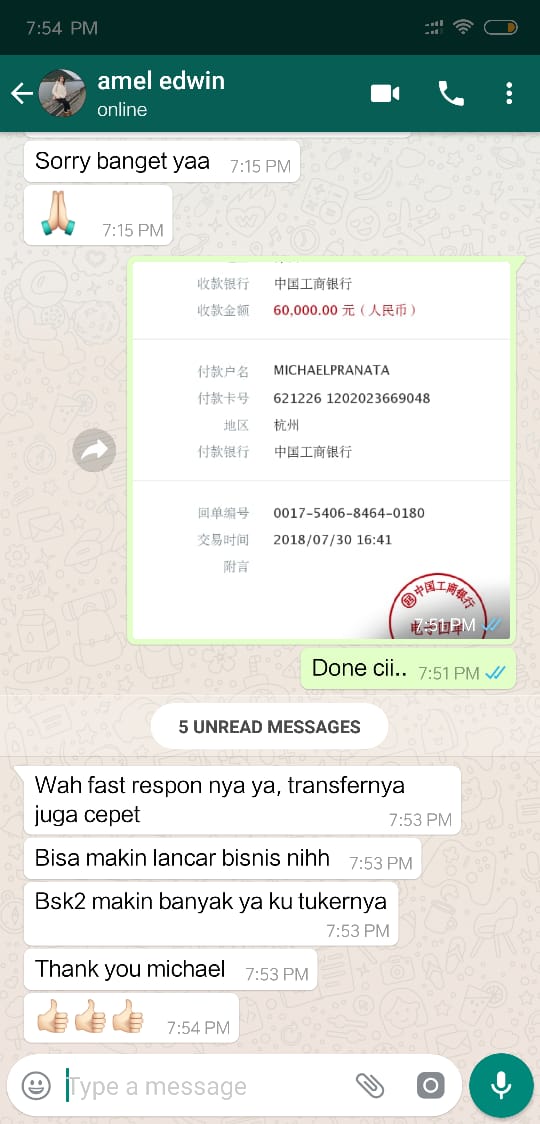 7:54 PM
amel edwin
online
Sorry banget yaa 7:15 PM
🙏 7:15 PM
收款银行 中国工商银行
收款金额 60,000.00 元（人民币）
付款户名 MICHAELPRANATA
付款卡号 621226 1202023669048
地区 杭州
付款银行 中国工商银行
回单编号 0017-5406-8464-0180
交易时间 2018/07/30 16:41
附言
中国工商银行
7:51 PM
Done cii.. 7:51 PM
5 UNREAD MESSAGES
Wah fast respon nya ya, transfernya
juga cepet 7:53 PM
Bisa makin lancar bisnis nihh 7:53 PM
Bsk2 makin banyak ya ku tukernya
7:53 PM
Thank you michael 7:53 PM
👍🏻👍🏻👍🏻 7:54 PM
Type a message